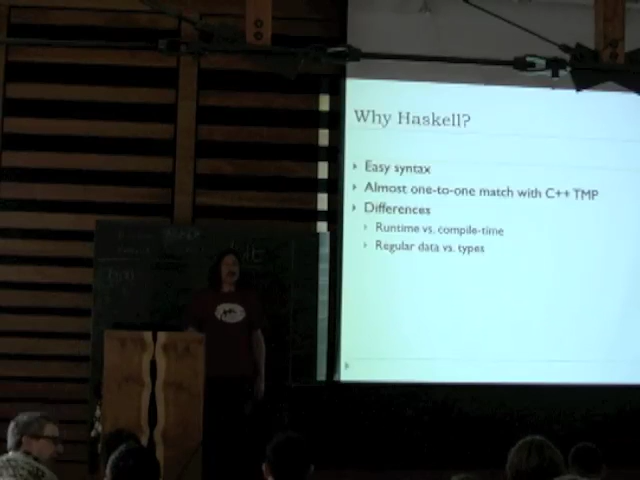 Why Haskell?
Easy syntax
Almost one-to-one match with C++ TMP
Differences
Runtime vs. compile-time
Regular data vs. types